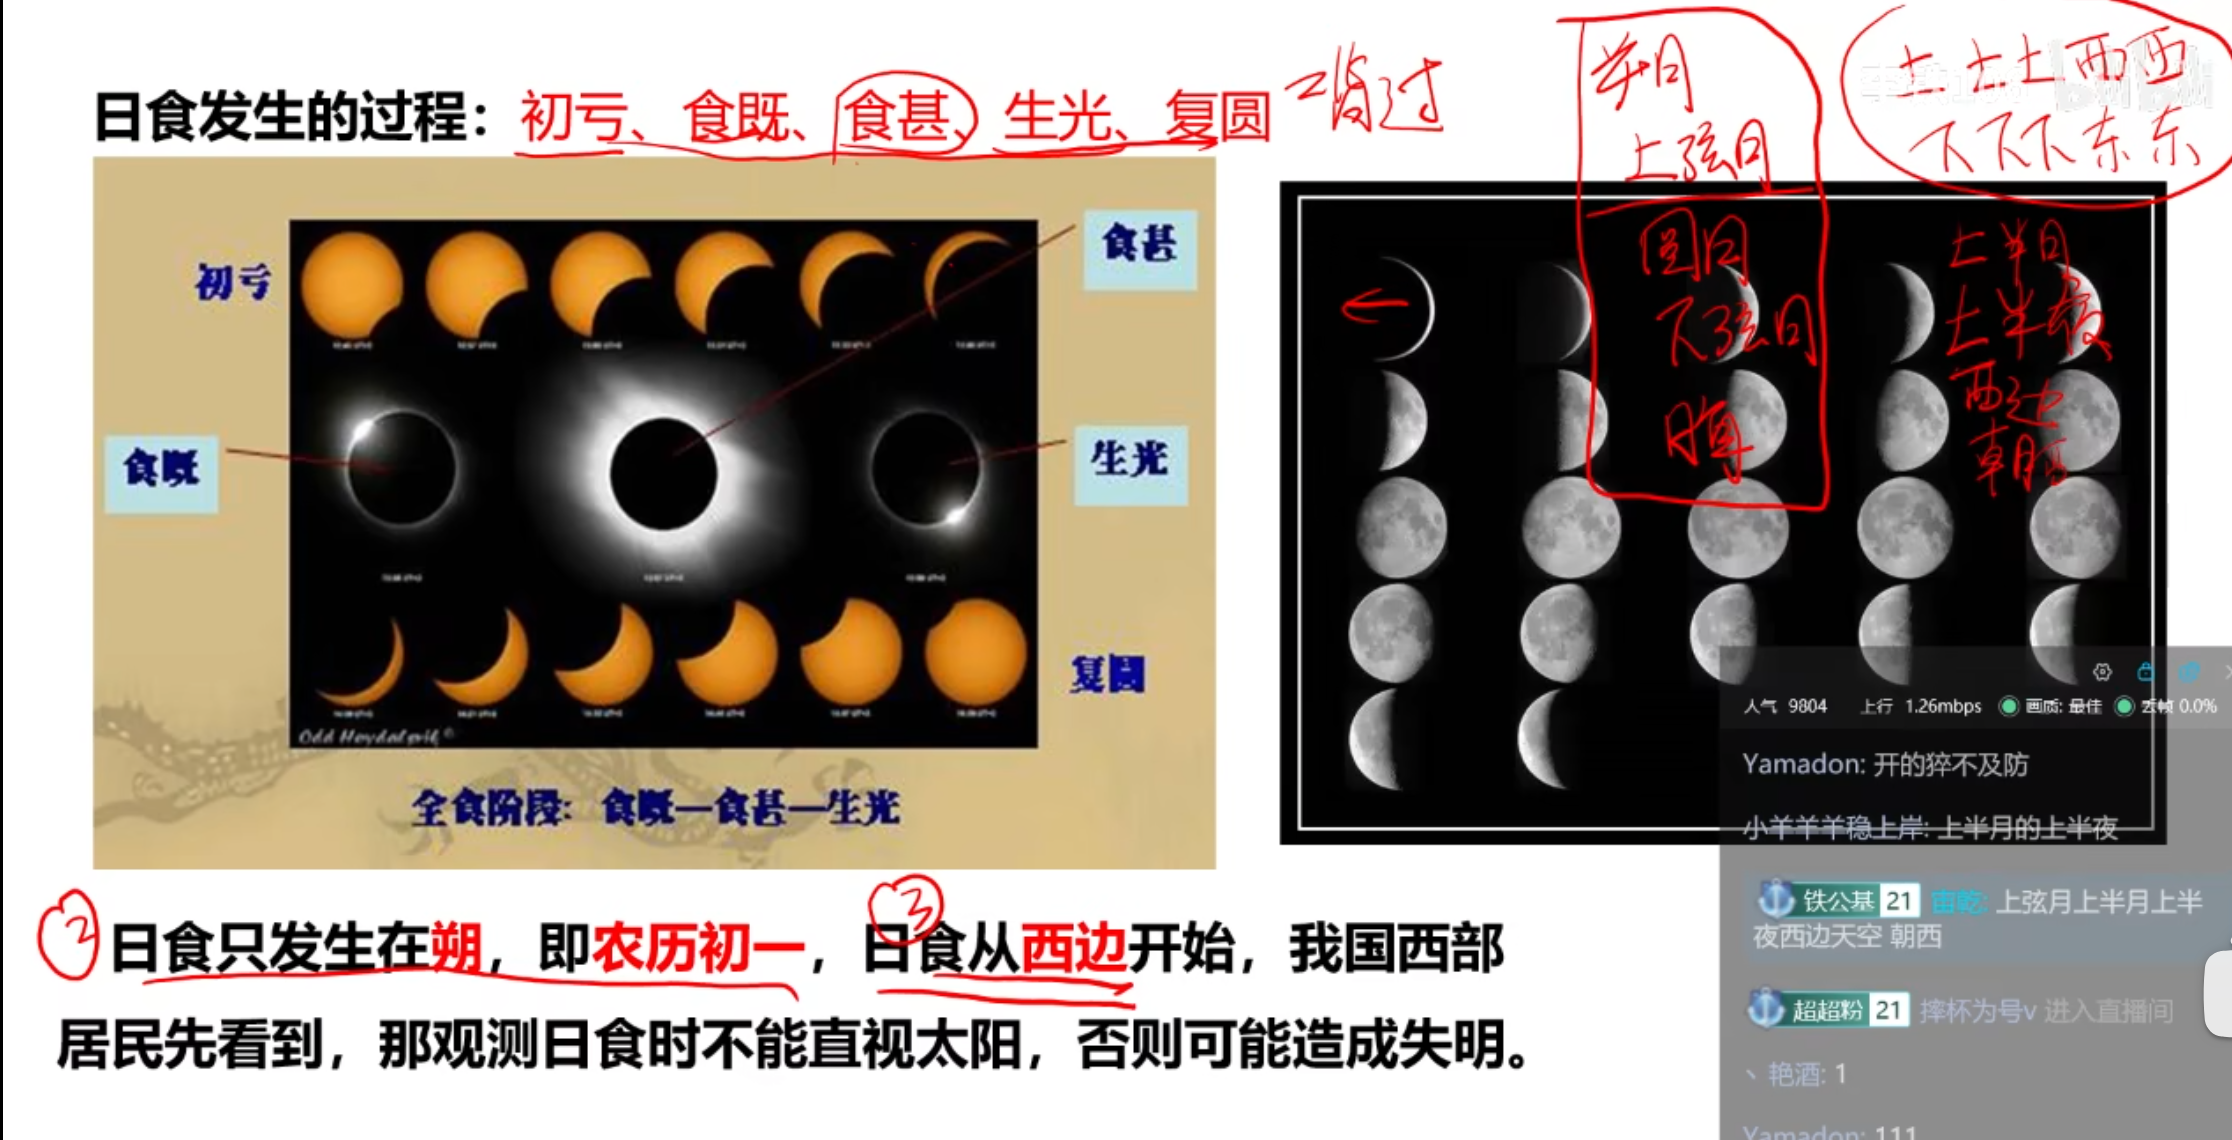 日食发生的过程：初亏、食既、食甚、生光、复圆
背过
朔月
上弦月
圆月
下弦月
晦
上上上西西
下下下东东
上半月
上半夜
西边
朝西
初亏
食甚
食既
生光
复圆
Odd Høydalsvik ©
全食阶段：食既—食甚—生光
②日食只发生在朔，即农历初一，③日食从西边开始，我国西部
居民先看到，那观测日食时不能直视太阳，否则可能造成失明。
人气 9804 上行 1.26mbps 画质: 最佳 丢帧 0.0%
Yamadon: 开的猝不及防
小羊羊羊稳上岸: 上半月的上半夜
铁公基 21 宙乾: 上弦月上半月上半
夜西边天空 朝西
超超粉 21 摔杯为号v 进入直播间
丶艳酒: 1
Yamadon: 111